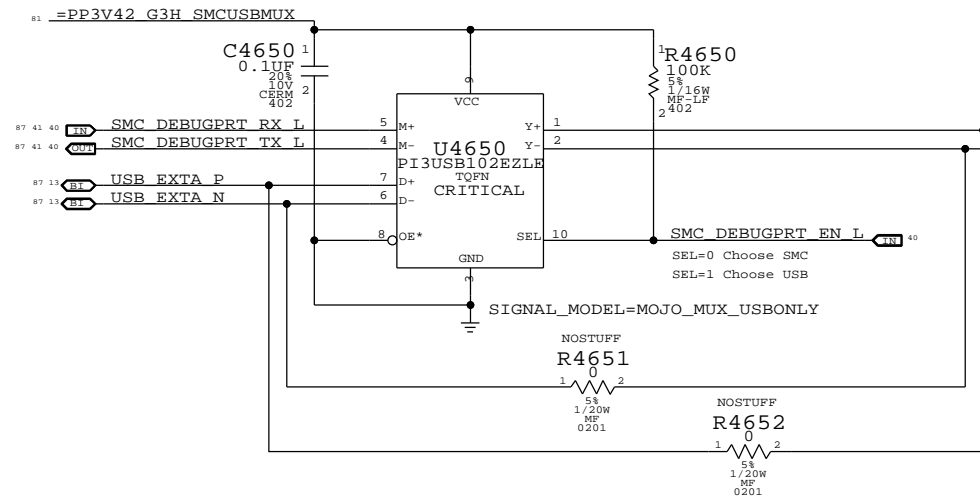 81 =PP3V42_G3H_SMCUSBMUX
C4650 1
0.1UF
20%
10V 2
CERM
402
1 R4650
100K
5%
1/16W
MF-LF
2 402
9
VCC
87 41 40 IN SMC_DEBUGPRT_RX_L 5 M+ Y+ 1
87 41 40 OUT SMC_DEBUGPRT_TX_L 4 M- Y- 2
U4650
PI3USB102EZLE
TQFN
CRITICAL
87 13 BI USB_EXTA_P 7 D+
87 13 BI USB_EXTA_N 6 D-
8 OE* SEL 10 SMC_DEBUGPRT_EN_L IN 40
SEL=0 Choose SMC
SEL=1 Choose USB
GND
3
SIGNAL_MODEL=MOJO_MUX_USBONLY
NOSTUFF
R4651
0
1 2
5%
1/20W
MF
0201
NOSTUFF
R4652
0
1 2
5%
1/20W
MF
0201